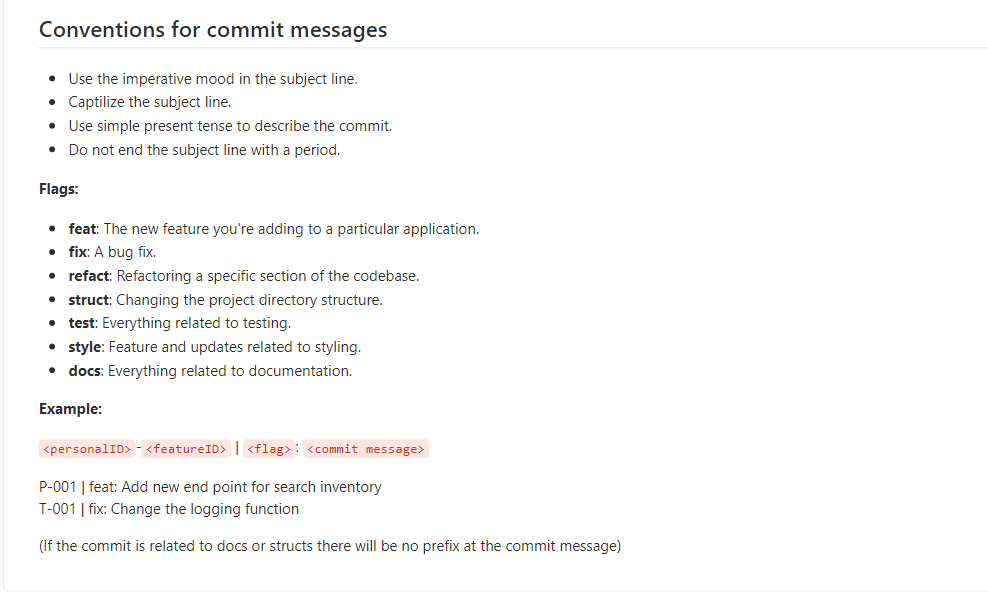 Conventions for commit messages
• Use the imperative mood in the subject line.
• Captilize the subject line.
• Use simple present tense to describe the commit.
• Do not end the subject line with a period.
Flags:
• feat: The new feature you're adding to a particular application.
• fix: A bug fix.
• refact: Refactoring a specific section of the codebase.
• struct: Changing the project directory structure.
• test: Everything related to testing.
• style: Feature and updates related to styling.
• docs: Everything related to documentation.
Example:
<personalID>-<featureID> | <flag>: <commit message>
P-001 | feat: Add new end point for search inventory
T-001 | fix: Change the logging function
(If the commit is related to docs or structs there will be no prefix at the commit message)